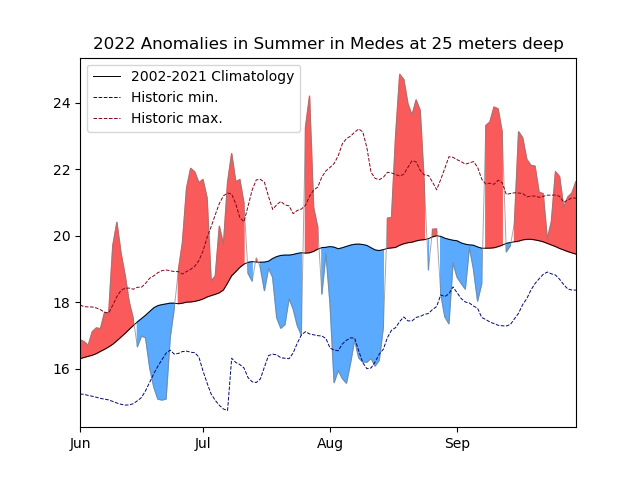 2022 Anomalies in Summer in Medes at 25 meters deep
2002-2021 Climatology
Historic min.
Historic max.
24
22
20
18
16
Jun Jul Aug Sep